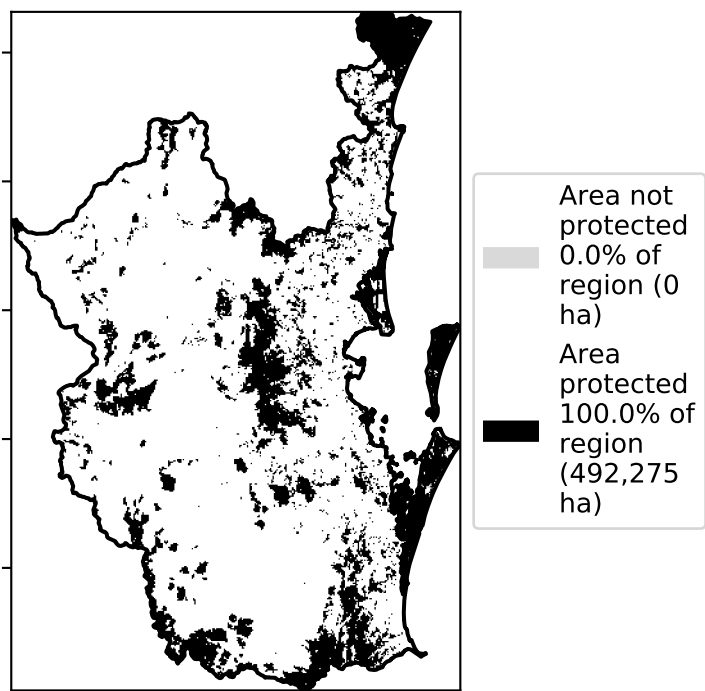 Area not
protected
0.0% of
region (0
ha)
Area
protected
100.0% of
region
(492,275
ha)